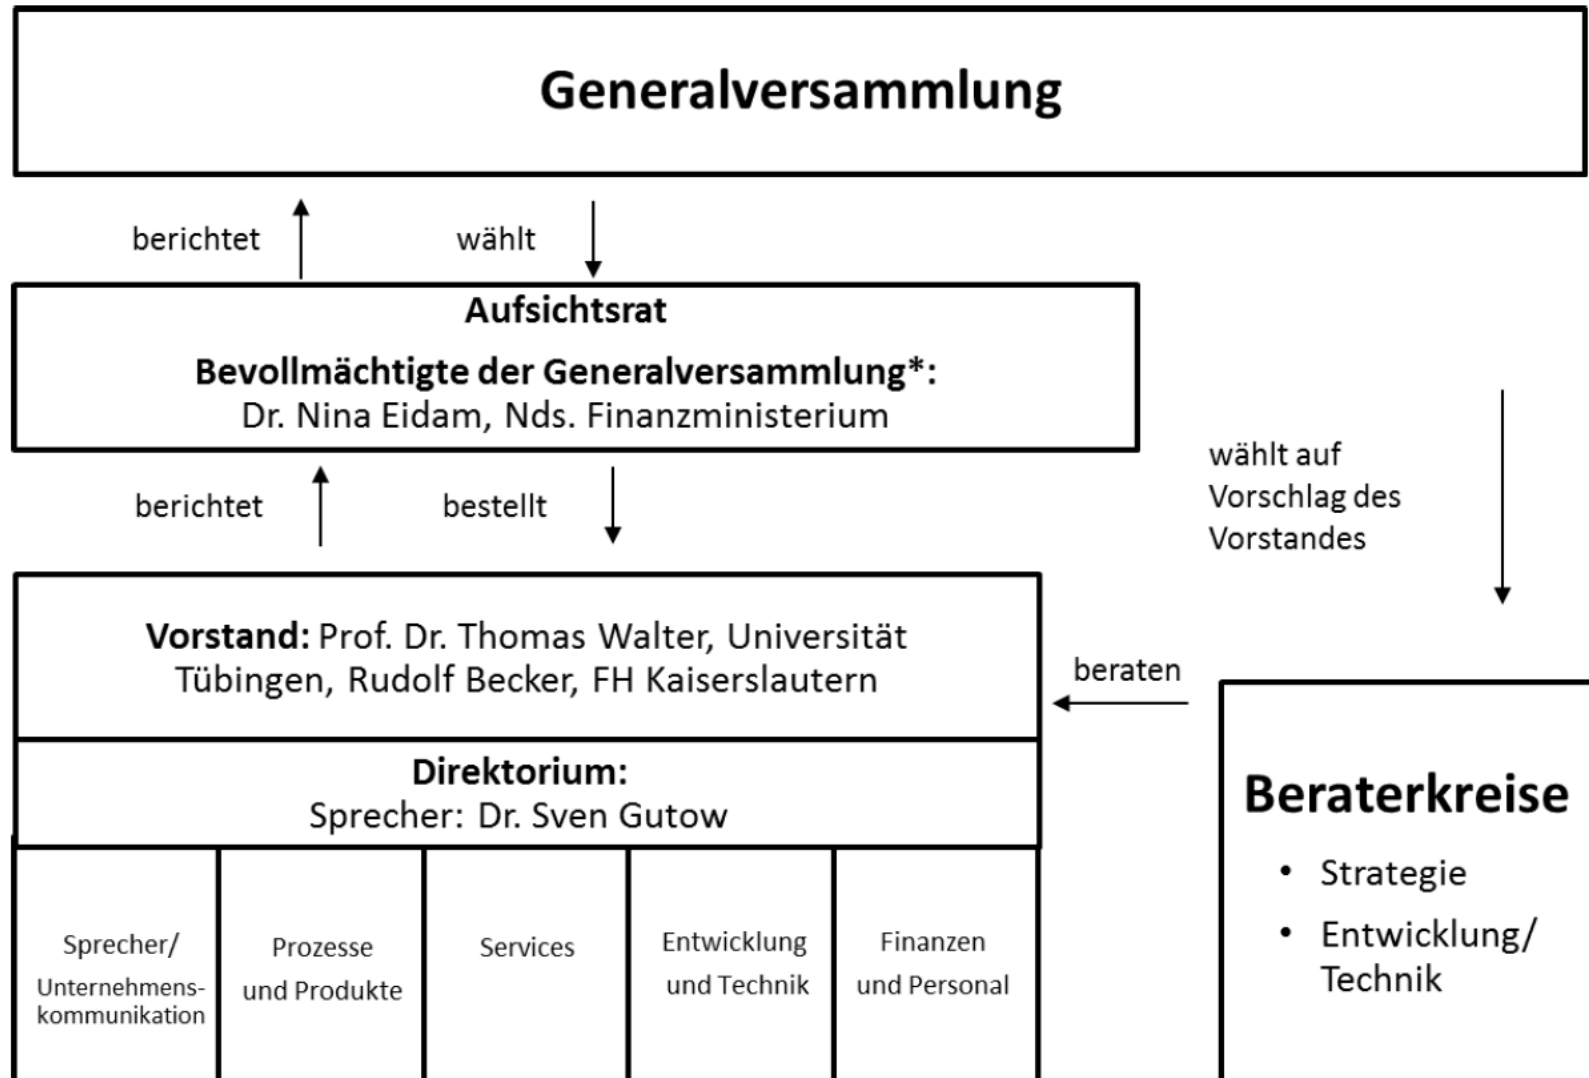 Generalversammlung
berichtet
wählt
Aufsichtsrat
Bevollmächtigte der Generalversammlung*:
Dr. Nina Eidam, Nds. Finanzministerium
berichtet
bestellt
wählt auf
Vorschlag des
Vorstandes
Vorstand: Prof. Dr. Thomas Walter, Universität
Tübingen, Rudolf Becker, FH Kaiserslautern
beraten
Direktorium:
Sprecher: Dr. Sven Gutow
Sprecher/
Unternehmens-
kommunikation
Prozesse
und Produkte
Services
Entwicklung
und Technik
Finanzen
und Personal
Beraterkreise
• Strategie
• Entwicklung/
Technik